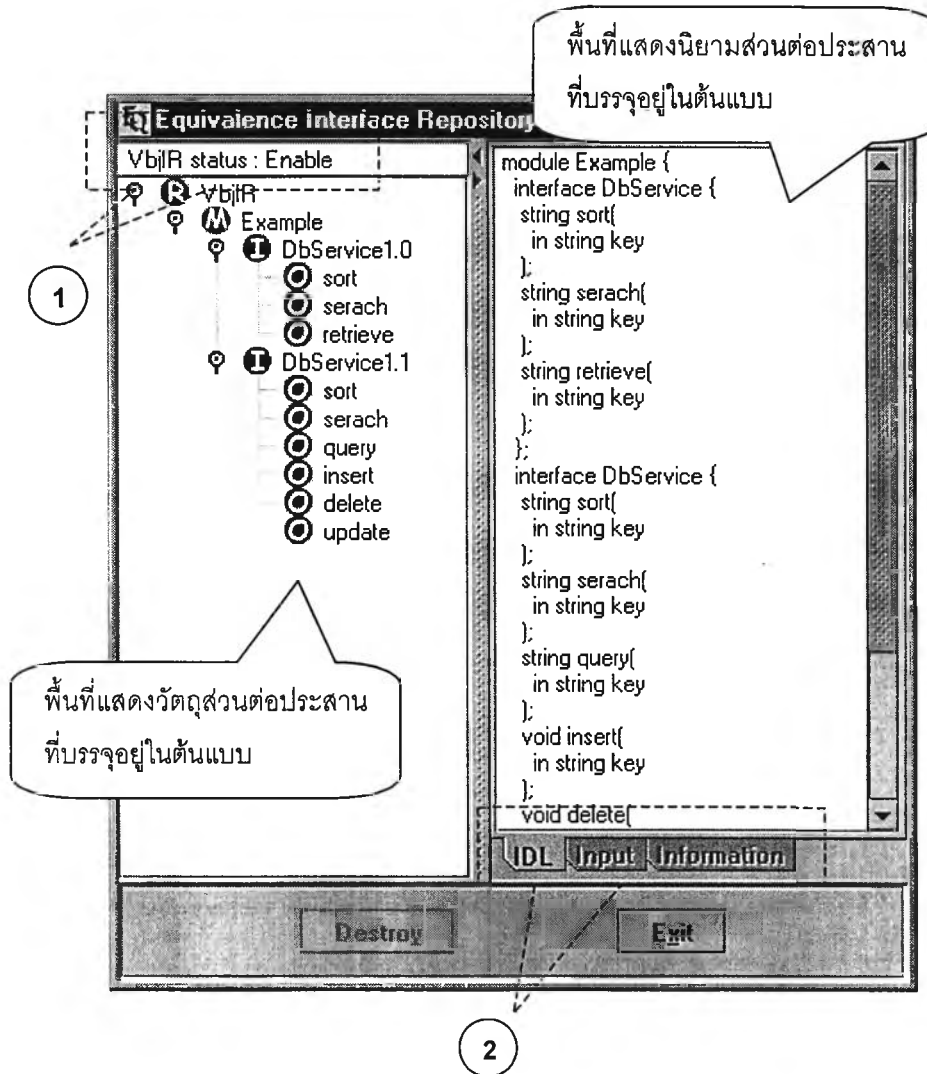 พื้นที่แสดงนิยามส่วนต่อประสาน
ที่บรรจุอยู่ในต้นแบบ
Equivalence Interface Repository
VbjIR status : Enable
R VbjIR
M Example
I DbService1.0
sort
serach
retrieve
I DbService1.1
sort
serach
query
insert
delete
update
1
พื้นที่แสดงวัตถุส่วนต่อประสาน
ที่บรรจุอยู่ในต้นแบบ
module Example {
interface DbService {
string sort(
in string key
);
string serach(
in string key
);
string retrieve(
in string key
);
};
interface DbService {
string sort(
in string key
);
string serach(
in string key
);
string query(
in string key
);
void insert(
in string key
);
void delete(
IDL Input Information
Destroy Exit
2